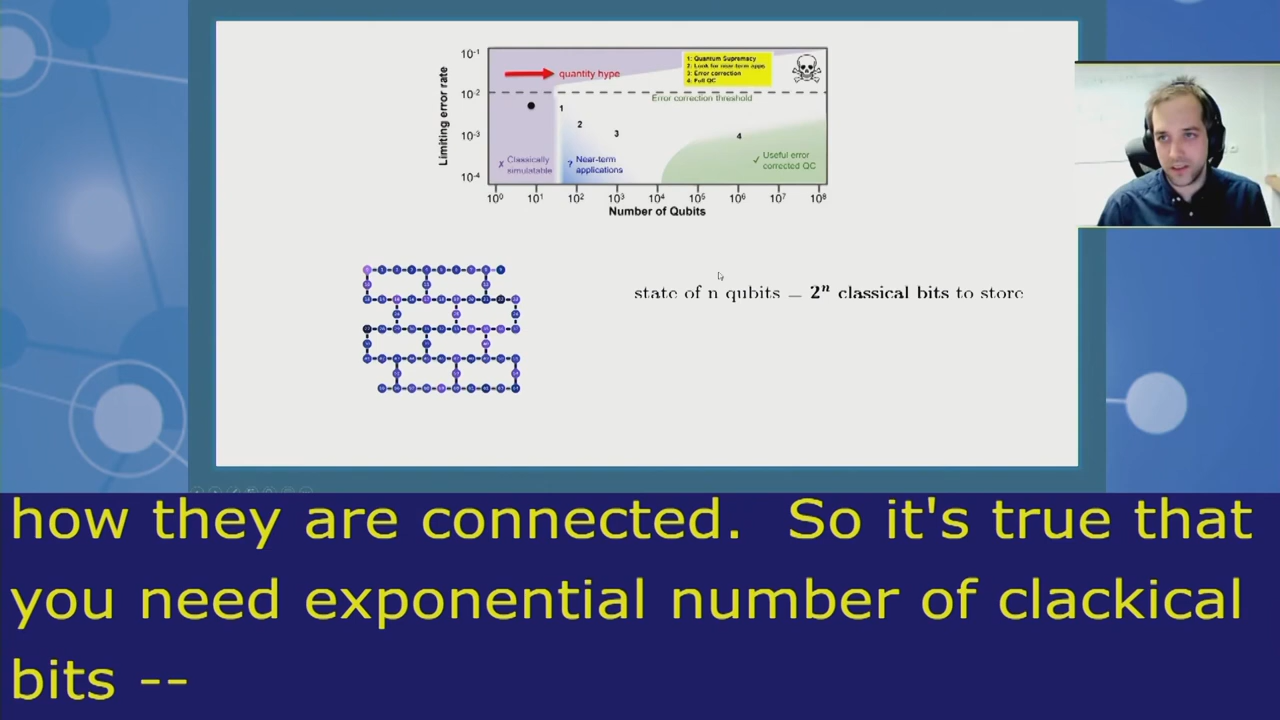 10⁻¹
10⁻²
10⁻³
10⁻⁴
Limiting error rate
quantity hype
1: Quantum Supremacy
2: Look for near-term apps
3: Error correction
4: Full QC
Error correction threshold
1
2
3
4
✗ Classically
simulatable
? Near-term
applications
✓ Useful error
corrected QC
10⁰ 10¹ 10² 10³ 10⁴ 10⁵ 10⁶ 10⁷ 10⁸
Number of Qubits
state of n qubits = 2ⁿ classical bits to store
how they are connected. So it's true that
you need exponential number of clackical
bits --